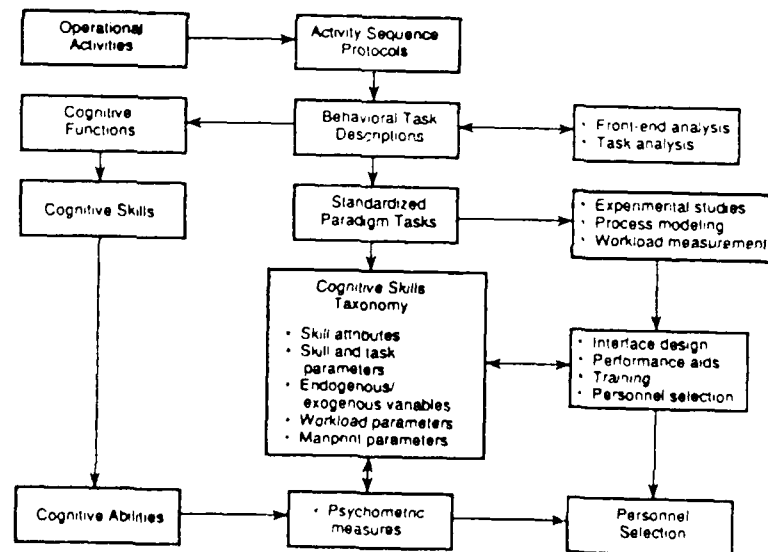 Operational
Activities
Activity Sequence
Protocols
Cognitive
Functions
Behavioral Task
Descriptions
• Front-end analysis
• Task analysis
Cognitive Skills
Standardized
Paradigm Tasks
• Experimental studies
• Process modeling
• Workload measurement
Cognitive Skills
Taxonomy
• Skill attributes
• Skill and task
parameters
• Endogenous/
exogenous variables
• Workload parameters
• Manprint parameters
• Interface design
• Performance aids
• Training
• Personnel selection
Cognitive Abilities
• Psychometric
measures
Personnel
Selection